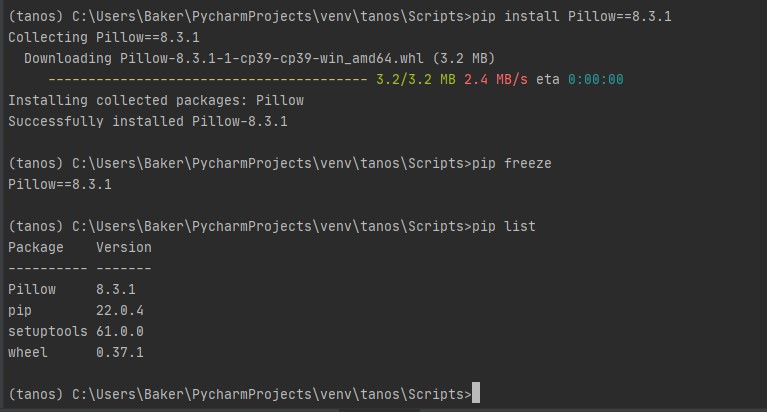 (tanos) C:\Users\Baker\PycharmProjects\venv\tanos\Scripts>pip install Pillow==8.3.1
Collecting Pillow==8.3.1
  Downloading Pillow-8.3.1-1-cp39-cp39-win_amd64.whl (3.2 MB)
     ---------------------------------------- 3.2/3.2 MB 2.4 MB/s eta 0:00:00
Installing collected packages: Pillow
Successfully installed Pillow-8.3.1
(tanos) C:\Users\Baker\PycharmProjects\venv\tanos\Scripts>pip freeze
Pillow==8.3.1
(tanos) C:\Users\Baker\PycharmProjects\venv\tanos\Scripts>pip list
Package    Version
---------- -------
Pillow     8.3.1
pip        22.0.4
setuptools 61.0.0
wheel      0.37.1
(tanos) C:\Users\Baker\PycharmProjects\venv\tanos\Scripts>